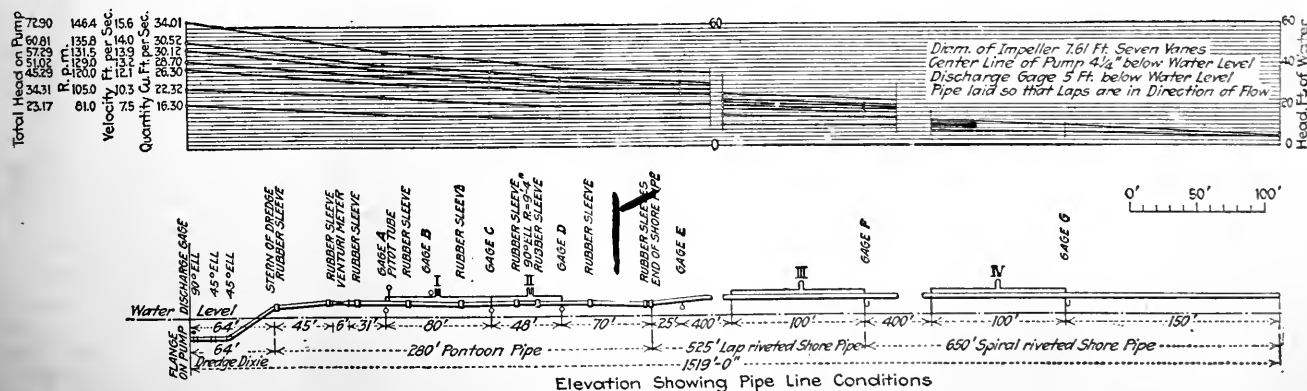 Total Head on Pump
R.p.m.
Velocity Ft. per Sec.
Quantity Cu. Ft. per Sec.
72.90 146.4 15.6 34.01
60.81 135.8 14.0 30.52
57.29 131.5 13.9 30.12
51.02 129.0 13.2 28.70
45.29 120.0 12.1 26.30
34.31 105.0 10.3 22.32
23.17 81.0 7.5 16.30
60
0
Diam. of Impeller 7.61 Ft. Seven Vanes
Center Line of Pump 4¼" below Water Level
Discharge Gage 5 Ft. below Water Level
Pipe laid so that Laps are in Direction of Flow
60
40
20
0
Head, Ft. of Water
0' 50' 100'
FLANGE ON PUMP
DISCHARGE GAGE
90° ELL
45° ELL
45° ELL
STERN OF DREDGE
RUBBER SLEEVE
RUBBER SLEEVE
VENTURI METER
RUBBER SLEEVE
GAGE A
PITOT TUBE
RUBBER SLEEVE
GAGE B
RUBBER SLEEVE
GAGE C
RUBBER SLEEVE
90° ELL R=9'-4"
RUBBER SLEEVE
GAGE D
RUBBER SLEEVE
RUBBER SLEEVES
END OF SHORE PIPE
GAGE E
GAGE F
GAGE G
I II III IV
Water Level
64' 45' 6' 31' 80' 48' 70' 25' 400' 100' 400' 100' 150'
64' 280' Pontoon Pipe 525' Lap riveted Shore Pipe 650' Spiral riveted Shore Pipe
Dredge Dixie
1519'-0"
Elevation Showing Pipe Line Conditions